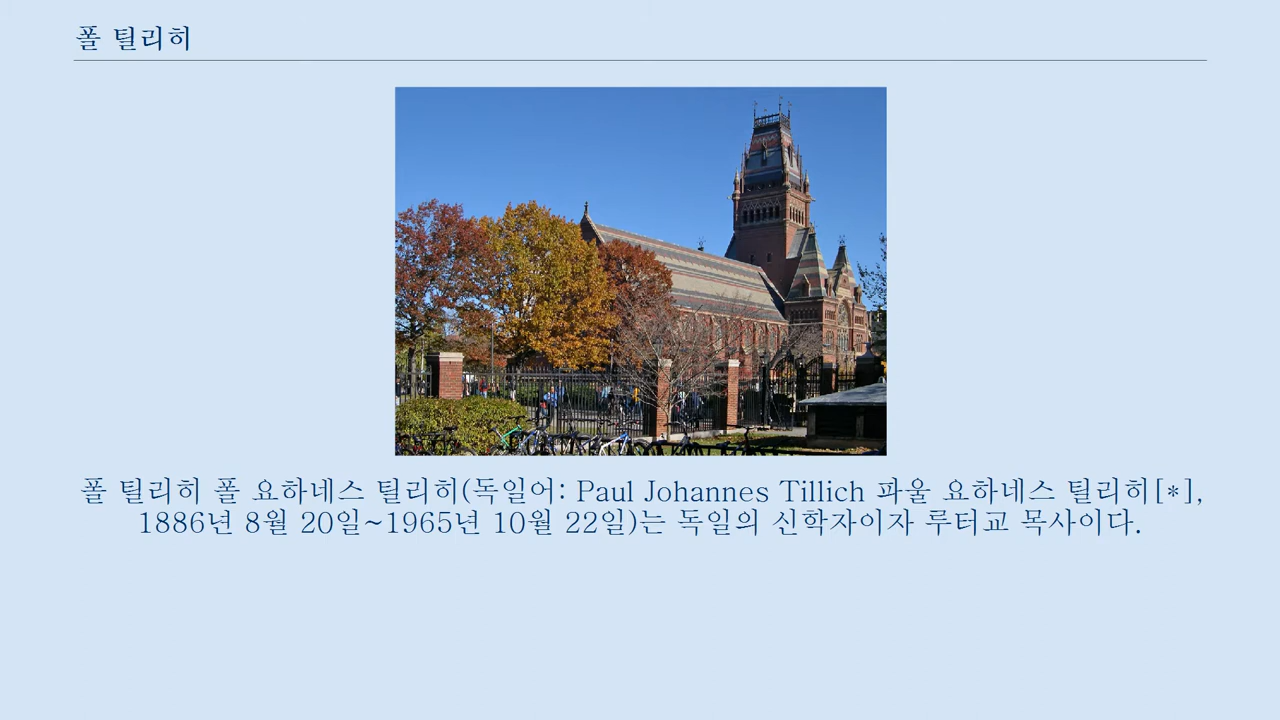 폴 틸리히
폴 틸리히 폴 요하네스 틸리히(독일어: Paul Johannes Tillich 파울 요하네스 틸리히[*],
1886년 8월 20일~1965년 10월 22일)는 독일의 신학자이자 루터교 목사이다.